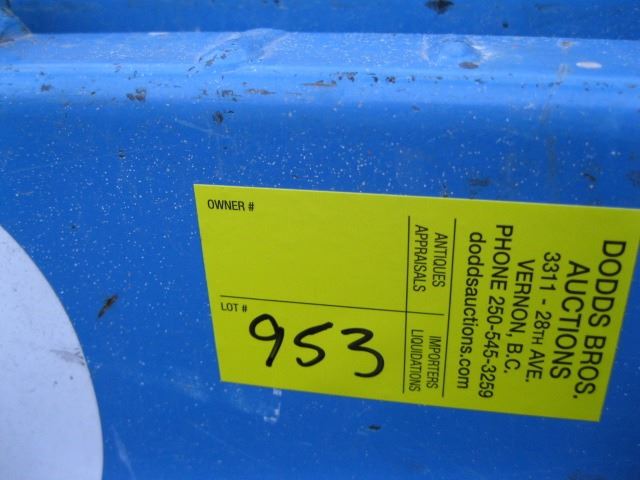 OWNER #
LOT #
953
ANTIQUES
APPRAISALS
IMPORTERS
LIQUIDATIONS
DODDS BROS.
AUCTIONS
3311 - 28TH AVE.
VERNON, B.C.
PHONE 250-545-3259
doddsauctions.com